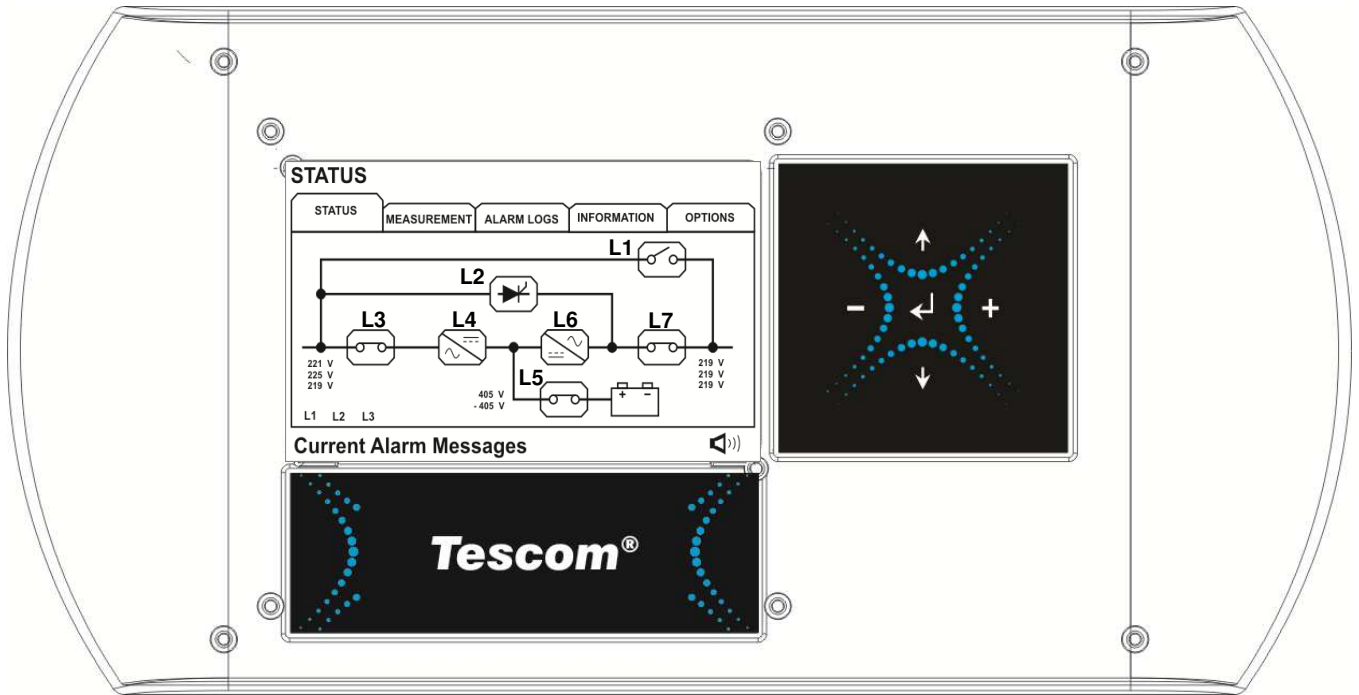 STATUS
STATUS MEASUREMENT ALARM LOGS INFORMATION OPTIONS
L1
L2
L3 L4 L6 L7
221 V
225 V
219 V
219 V
219 V
219 V
L5
405 V
- 405 V
+ −
L1 L2 L3
Current Alarm Messages
− +
Tescom®